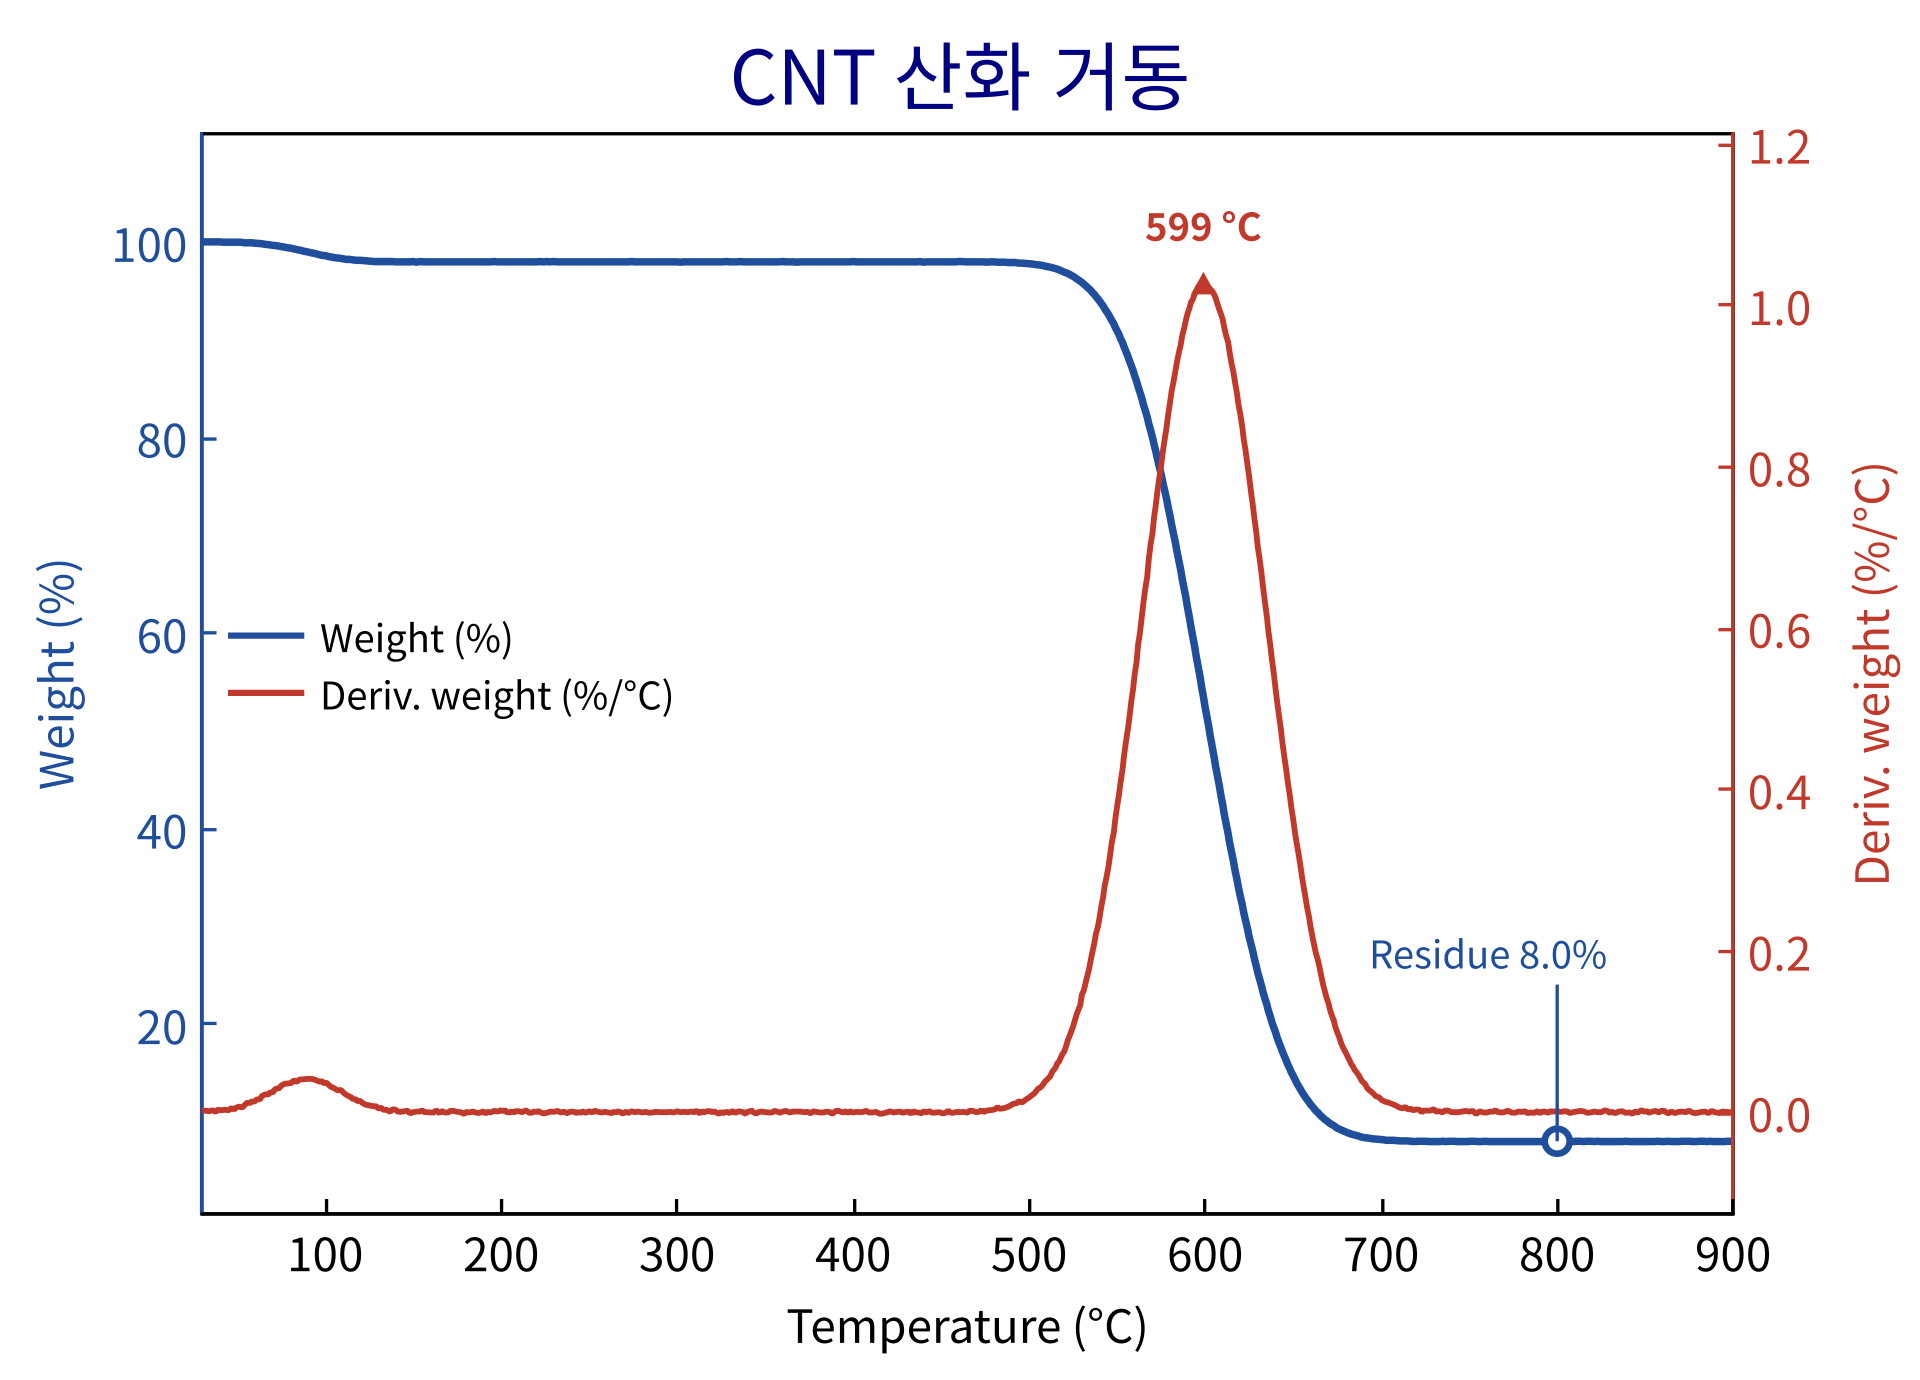 CNT 산화 거동
599 °C
100
80
60
40
20
Weight (%)
Weight (%)
Deriv. weight (%/°C)
Residue 8.0%
1.2
1.0
0.8
0.6
0.4
0.2
0.0
Deriv. weight (%/°C)
100 200 300 400 500 600 700 800 900
Temperature (°C)